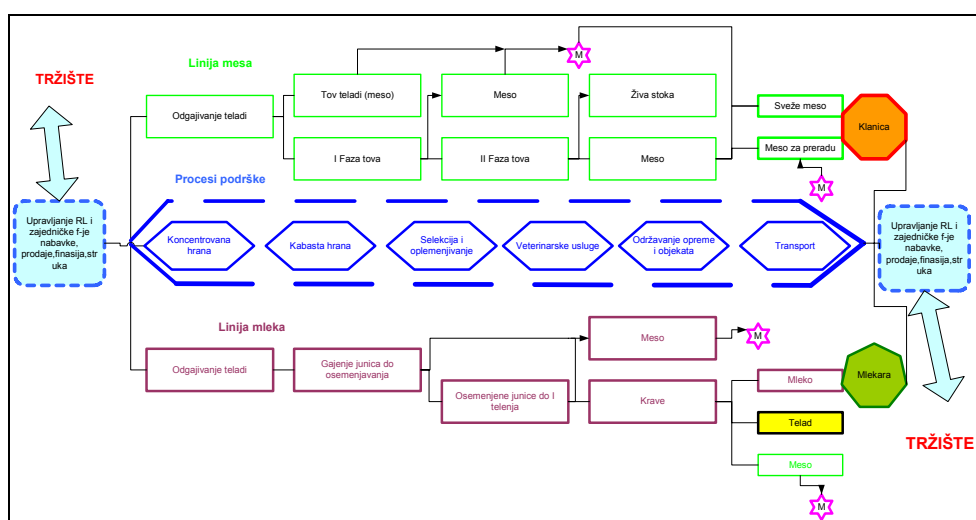 Linija mesa
TRŽIŠTE
Odgajivanje teladi
Tov teladi (meso)
Meso
M
Živa stoka
Sveže meso
Klanica
I Faza tova
II Faza tova
Meso
Meso za preradu
M
Procesi podrške
Upravljanje RL i
zajedničke f-je
nabavke,
prodaje,finasija,str
uka
Koncentrovana
hrana
Kabasta hrana
Selekcija i
oplemenjivanje
Veterinarske usluge
Održavanje opreme
i objekata
Transport
Upravljanje RL i
zajedničke f-je
nabavke,
prodaje,finasija,str
uka
Linija mleka
Odgajivanje teladi
Gajenje junica do
osemenjavanja
Osemenjene junice do I
telenja
Meso
M
Krave
Mleko
Mlekara
Telad
Meso
M
TRŽIŠTE